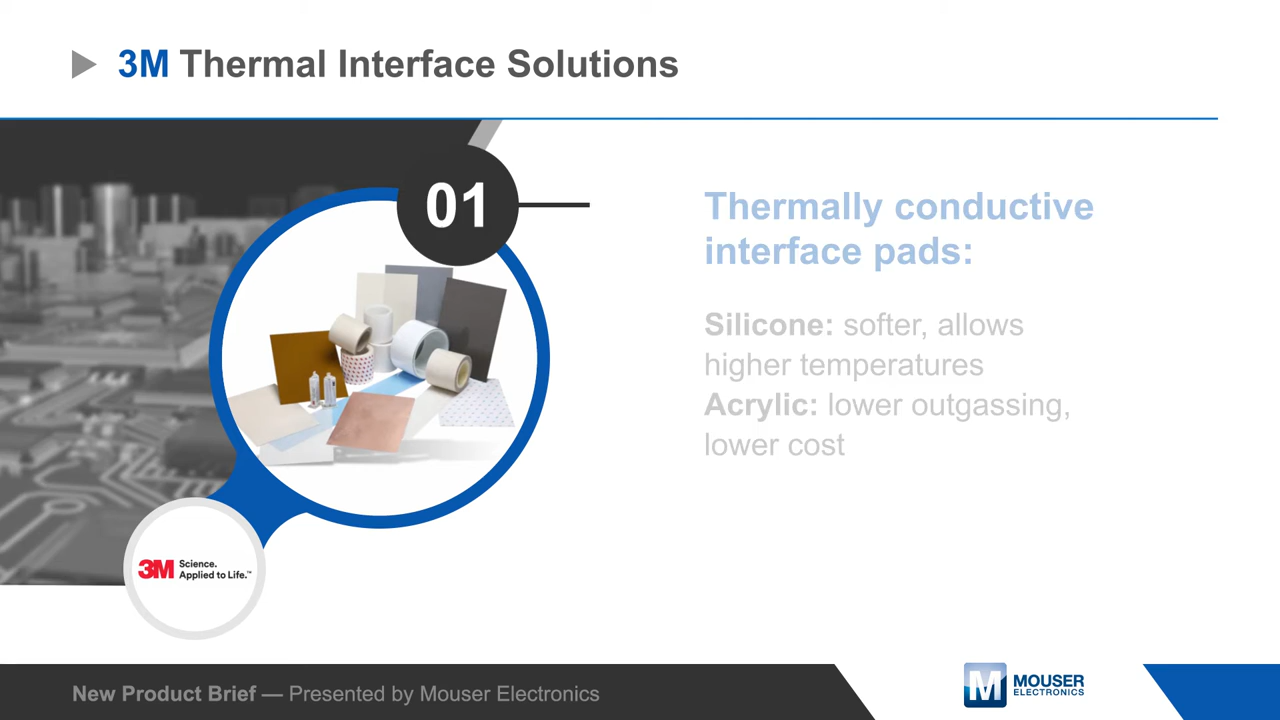 3M Thermal Interface Solutions
01
Thermally conductive
interface pads:
Silicone: softer, allows
higher temperatures
Acrylic: lower outgassing,
lower cost
3M Science.
Applied to Life.™
New Product Brief — Presented by Mouser Electronics
M MOUSER
ELECTRONICS